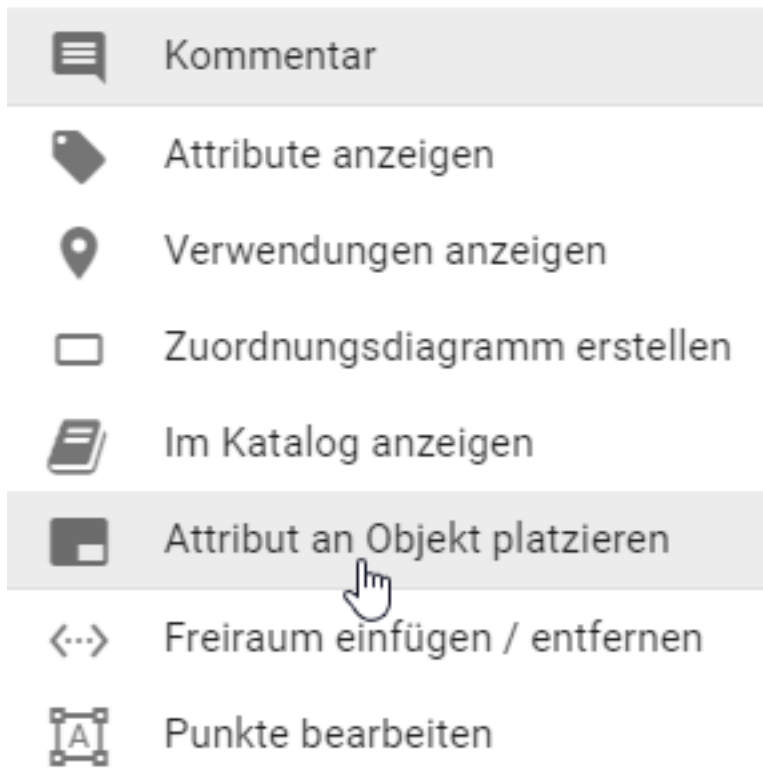 Kommentar
Attribute anzeigen
Verwendungen anzeigen
Zuordnungsdiagramm erstellen
Im Katalog anzeigen
Attribut an Objekt platzieren
Freiraum einfügen / entfernen
A Punkte bearbeiten